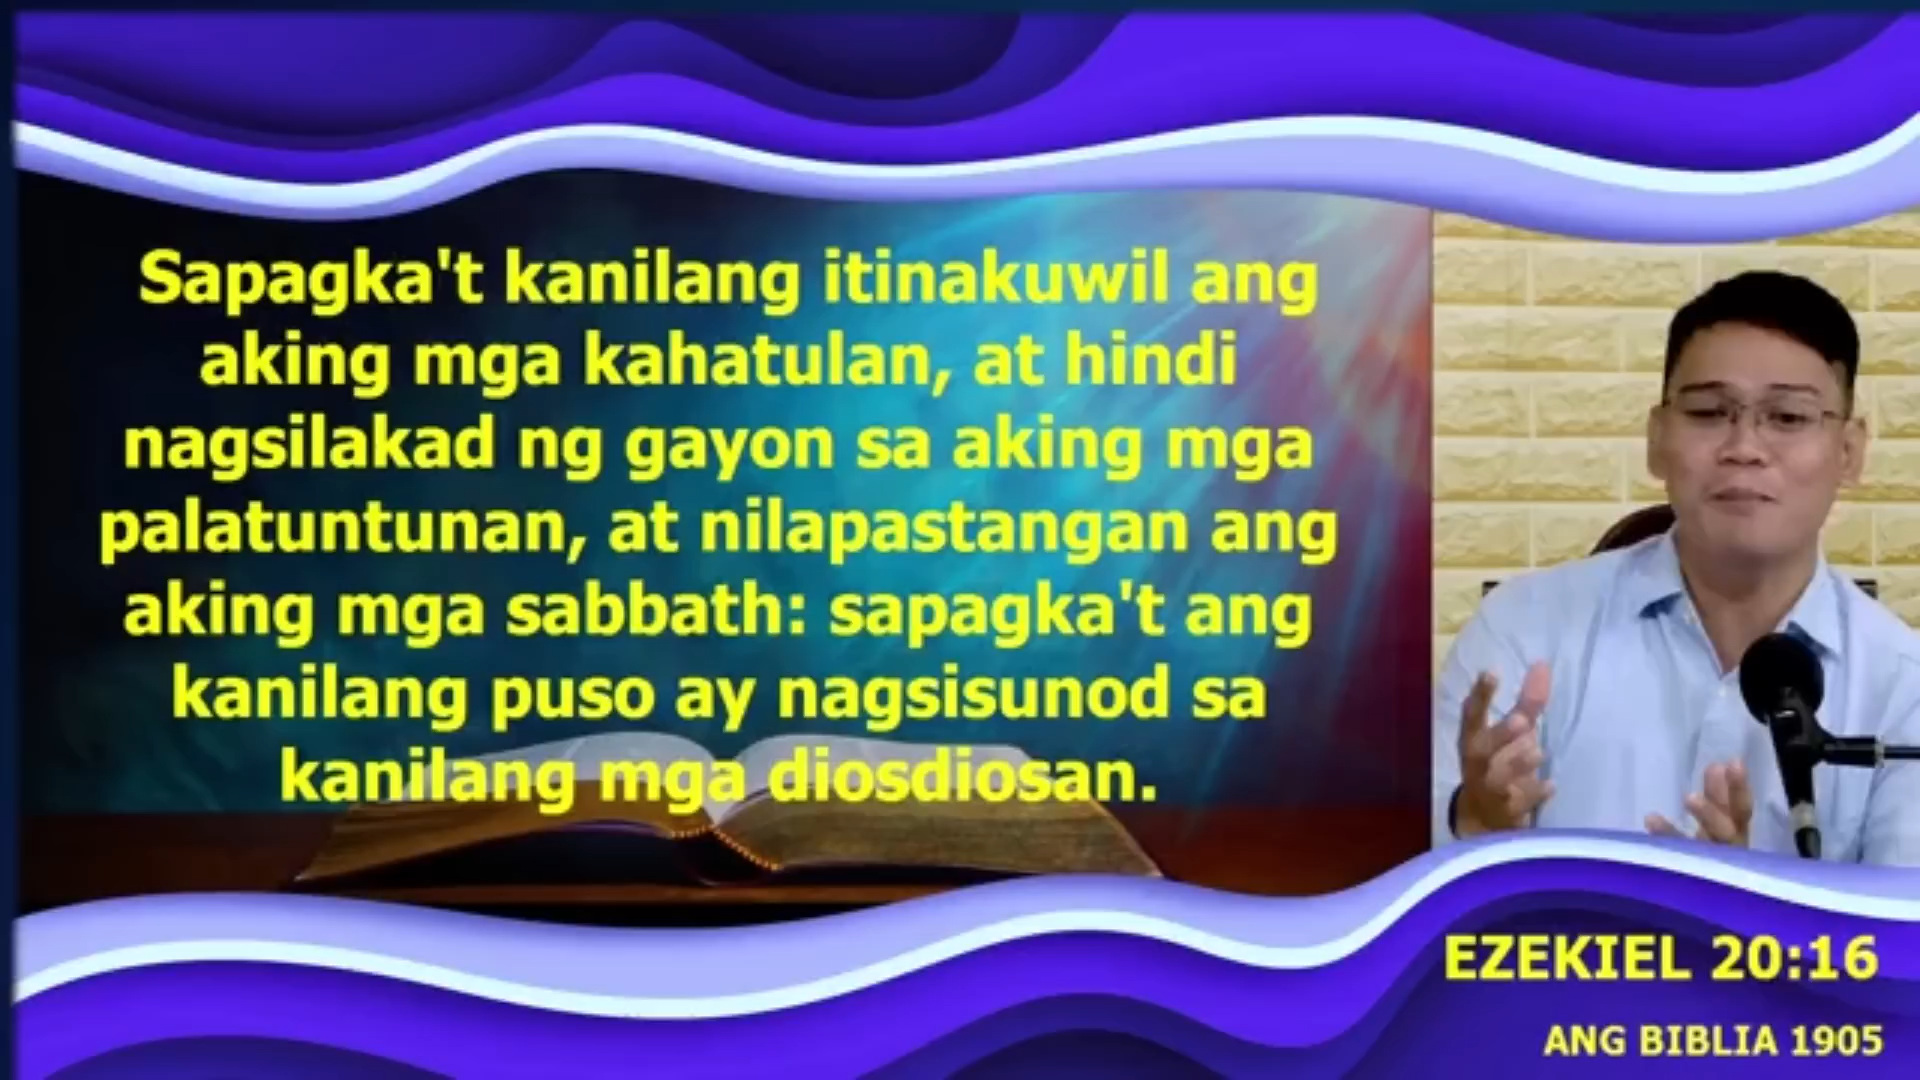 Sapagka't kanilang itinakuwil ang
aking mga kahatulan, at hindi
nagsilakad ng gayon sa aking mga
palatuntunan, at nilapastangan ang
aking mga sabbath: sapagka't ang
kanilang puso ay nagsisunod sa
kanilang mga diosdiosan.
EZEKIEL 20:16
ANG BIBLIA 1905